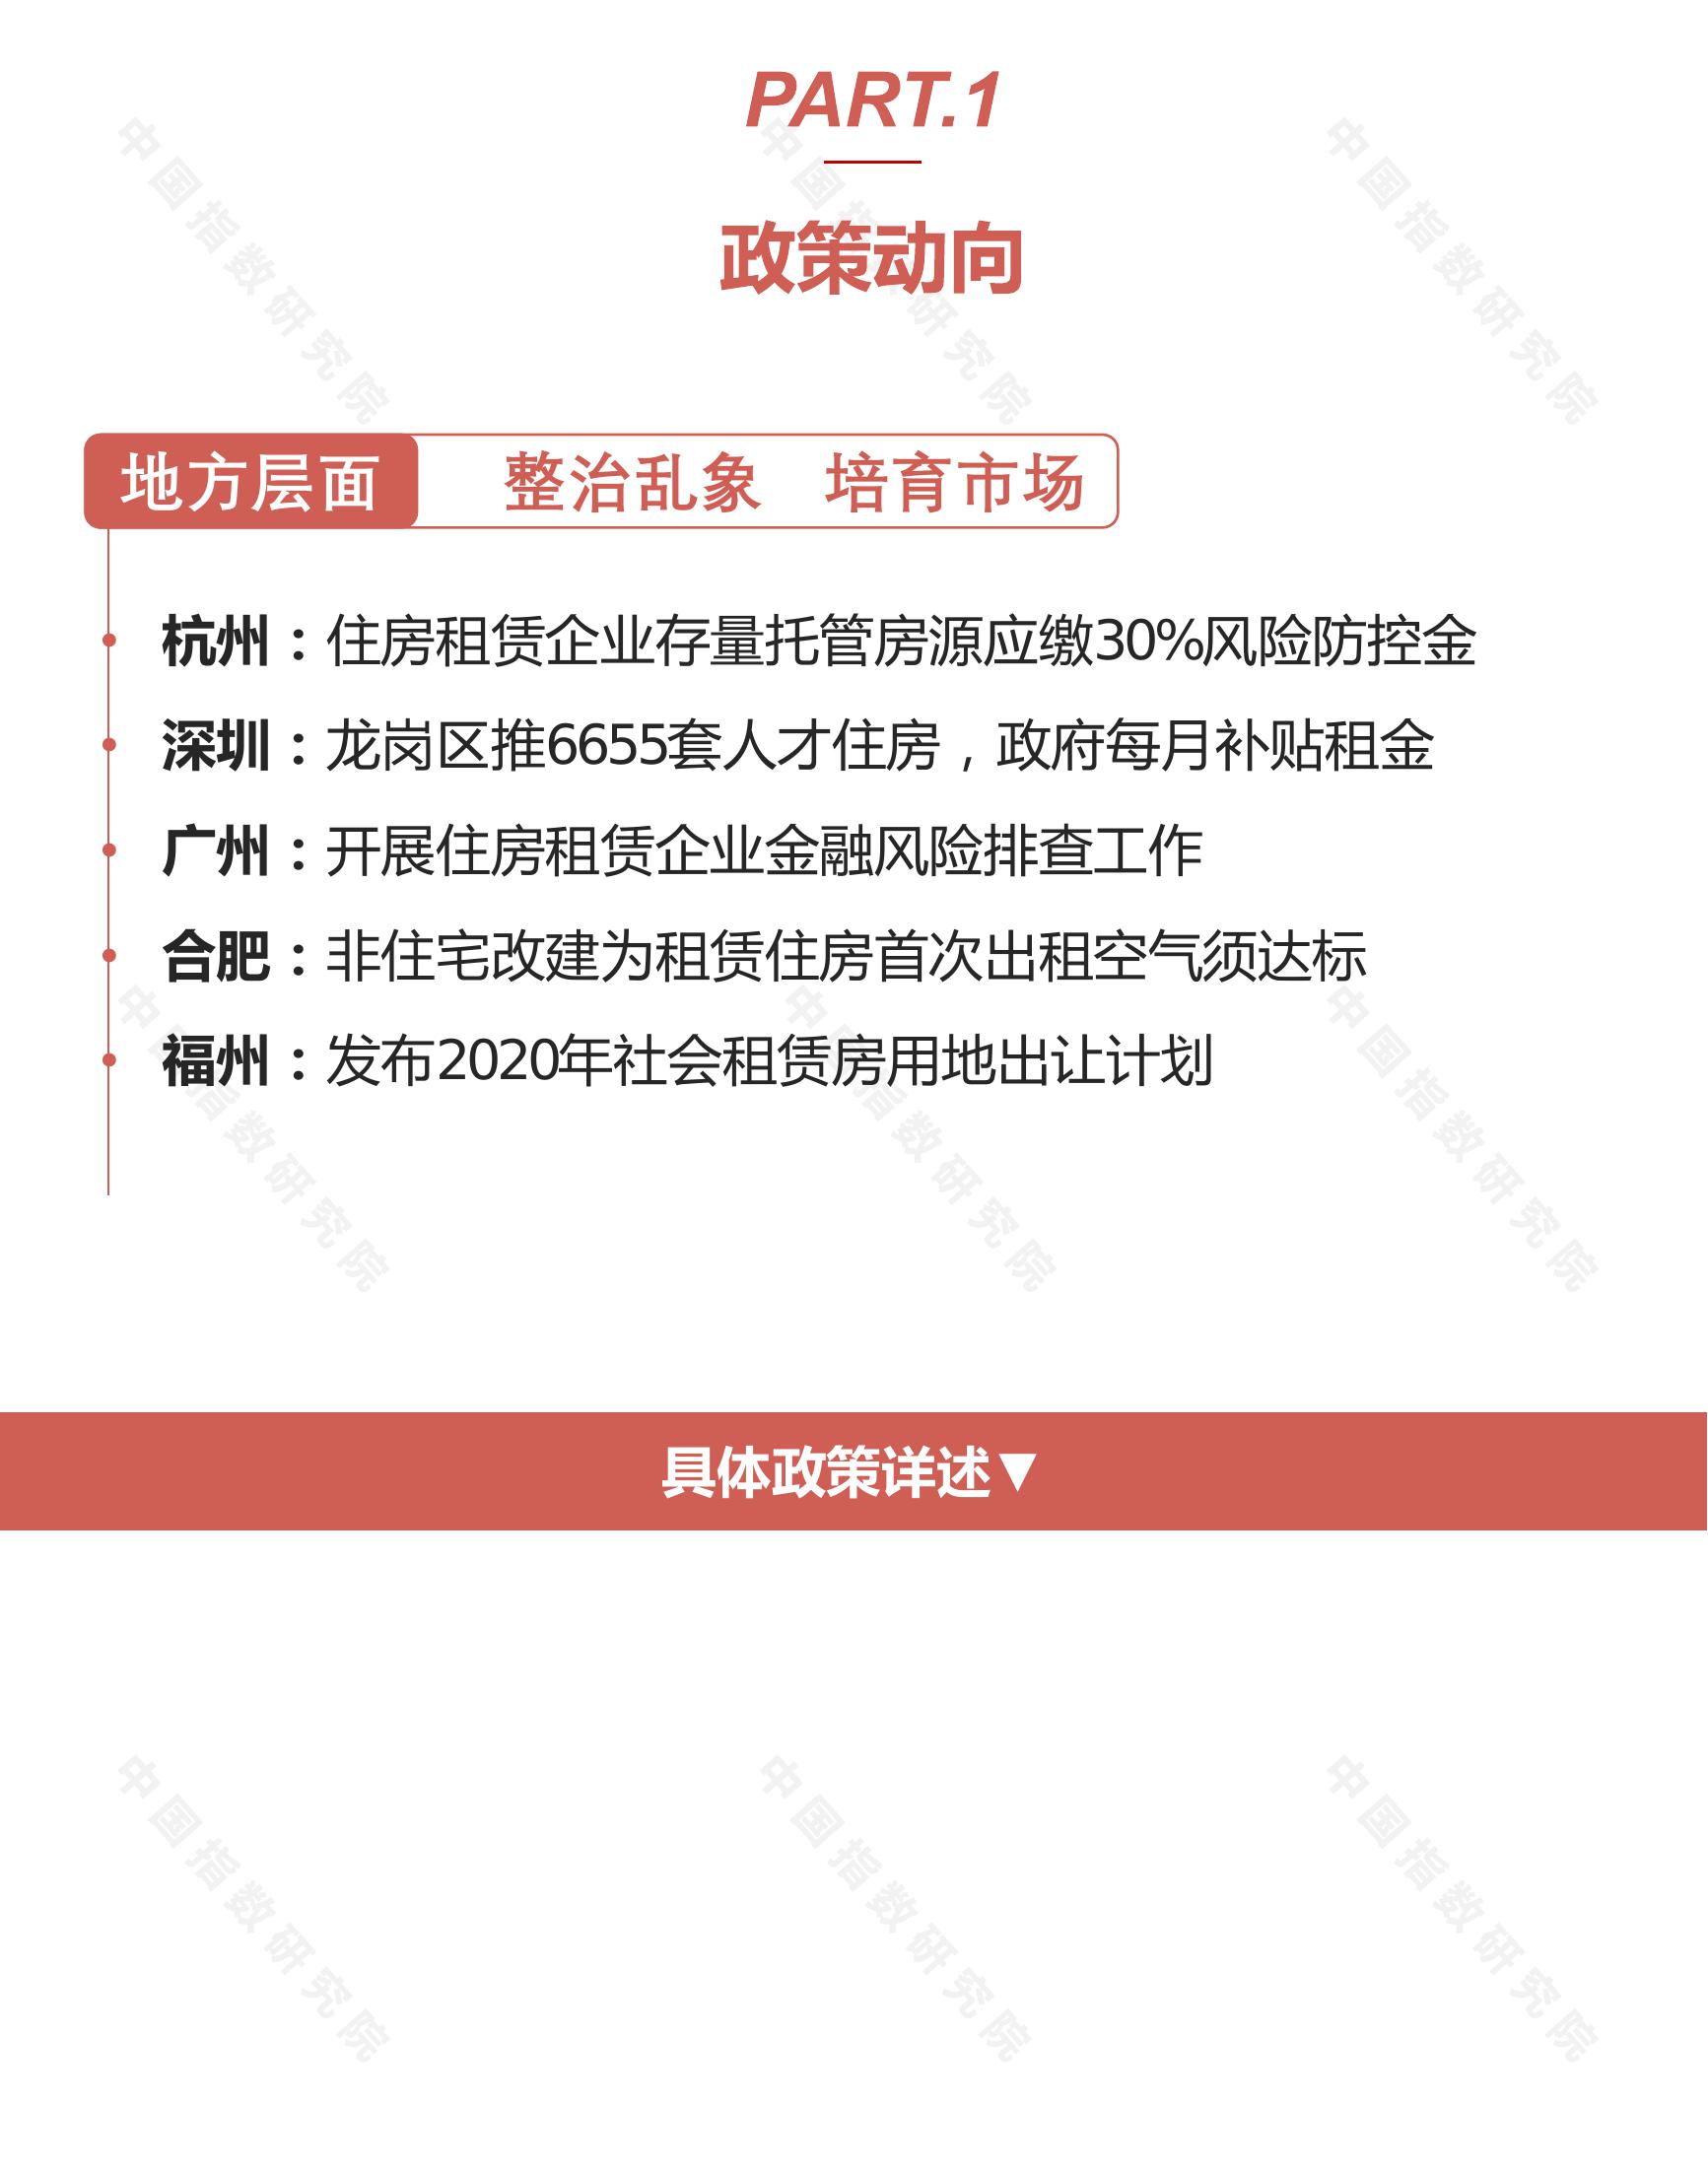 PART.1
政策动向
地方层面 整治乱象 培育市场
杭州：住房租赁企业存量托管房源应缴30%风险防控金
深圳：龙岗区推6655套人才住房，政府每月补贴租金
广州：开展住房租赁企业金融风险排查工作
合肥：非住宅改建为租赁住房首次出租空气须达标
福州：发布2020年社会租赁房用地出让计划
具体政策详述▼
中国指数研究院
中国指数研究院
中国指数研究院
中国指数研究院
中国指数研究院
中国指数研究院
中国指数研究院
中国指数研究院
中国指数研究院